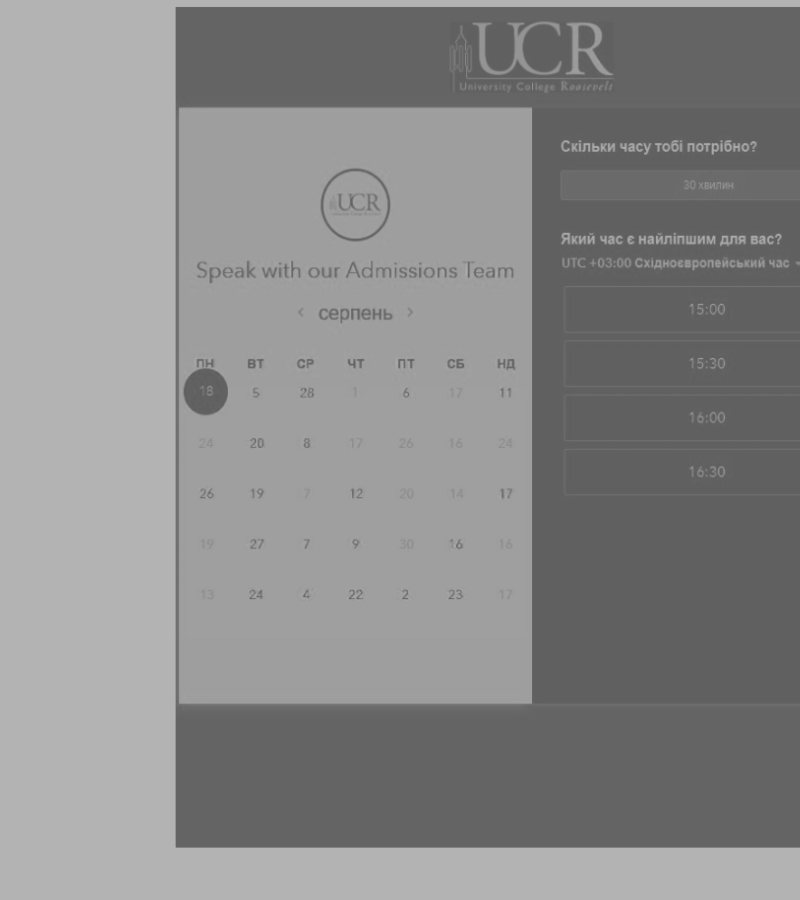 UCR
University College Roosevelt
UCR
Speak with our Admissions Team
серпень
ПН ВТ СР ЧТ ПТ СБ НД
18 5 28 1 6 17 11
24 20 8 17 26 16 24
26 19 7 12 20 14 17
19 27 7 9 30 16 16
13 24 4 22 2 23 17
Скільки часу тобі потрібно?
30 хвилин
Який час є найліпшим для вас?
UTC +03:00 Східноєвропейський час
15:00
15:30
16:00
16:30